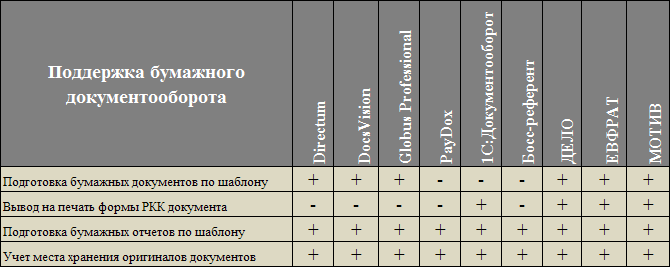 Поддержка бумажного
документооборота
Directum
DocsVision
Globus Professional
PayDox
1С:Документооборот
Босс-референт
ДЕЛО
ЕВФРАТ
МОТИВ
Подготовка бумажных документов по шаблону + + + - - - + + +
Вывод на печать формы РКК документа - - - - + - + + +
Подготовка бумажных отчетов по шаблону + + + + + + + + +
Учет места хранения оригиналов документов + + + + + + + + +